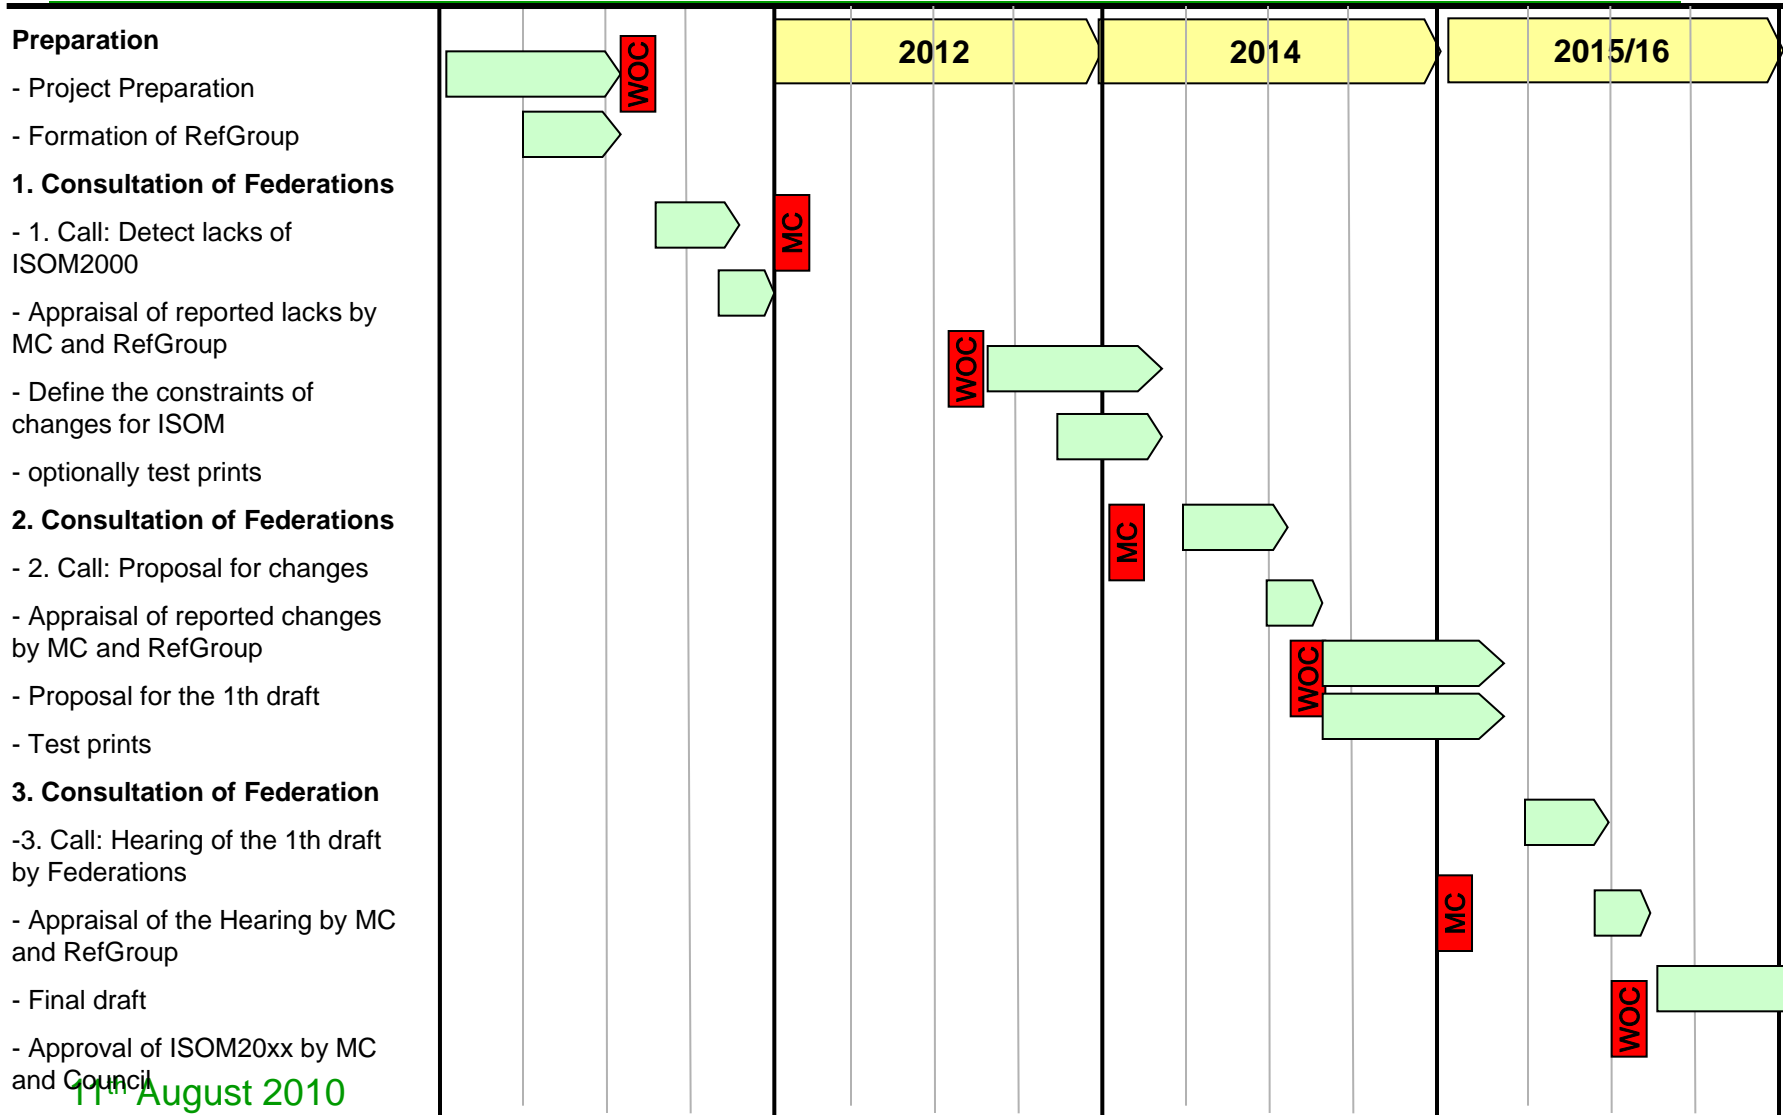 Preparation
- Project Preparation
- Formation of RefGroup
1. Consultation of Federations
- 1. Call: Detect lacks of
ISOM2000
- Appraisal of reported lacks by
MC and RefGroup
- Define the constraints of
changes for ISOM
- optionally test prints
2. Consultation of Federations
- 2. Call: Proposal for changes
- Appraisal of reported changes
by MC and RefGroup
- Proposal for the 1th draft
- Test prints
3. Consultation of Federation
-3. Call: Hearing of the 1th draft
by Federations
- Appraisal of the Hearing by MC
and RefGroup
- Final draft
- Approval of ISOM20xx by MC
and Council
11th August 2010
2012
2014
2015/16
WOC
MC
WOC
MC
WOC
MC
WOC